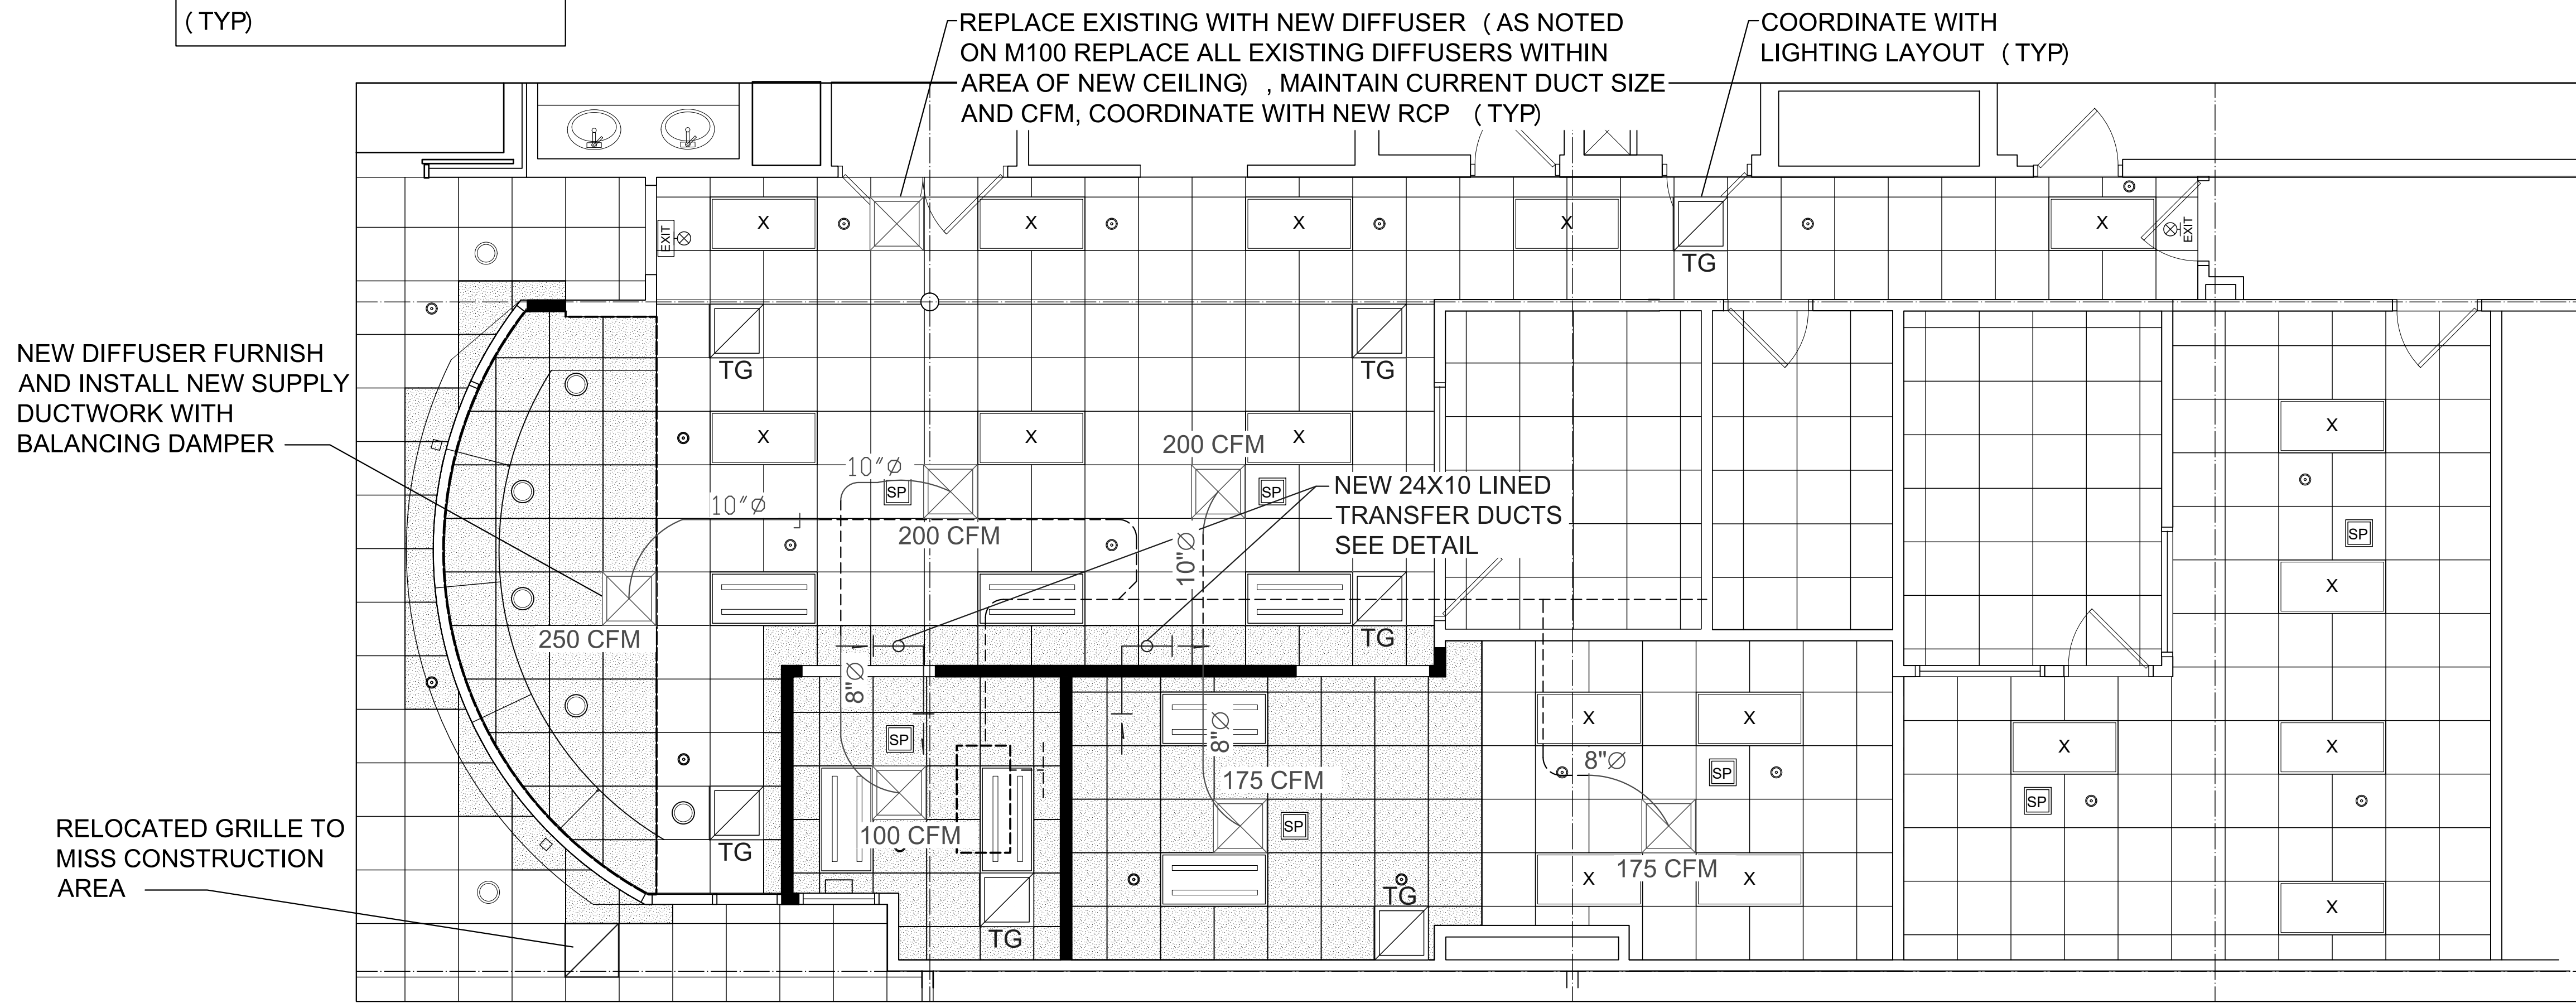 (TYP)
REPLACE EXISTING WITH NEW DIFFUSER (AS NOTED
ON M100 REPLACE ALL EXISTING DIFFUSERS WITHIN
AREA OF NEW CEILING) , MAINTAIN CURRENT DUCT SIZE
AND CFM, COORDINATE WITH NEW RCP (TYP)
COORDINATE WITH
LIGHTING LAYOUT (TYP)
X
X
X
X
X
EXIT
EXIT
TG
NEW DIFFUSER FURNISH
AND INSTALL NEW SUPPLY
DUCTWORK WITH
BALANCING DAMPER
TG
TG
X
X
X
X
200 CFM
10"Ø
10"Ø
SP
SP
NEW 24X10 LINED
TRANSFER DUCTS
SEE DETAIL
200 CFM
10"Ø
SP
X
250 CFM
TG
8"Ø
8"Ø
SP
X
X
X
X
8"Ø
SP
175 CFM
SP
SP
100 CFM
RELOCATED GRILLE TO
MISS CONSTRUCTION
AREA
TG
175 CFM
X
X
TG
TG
X